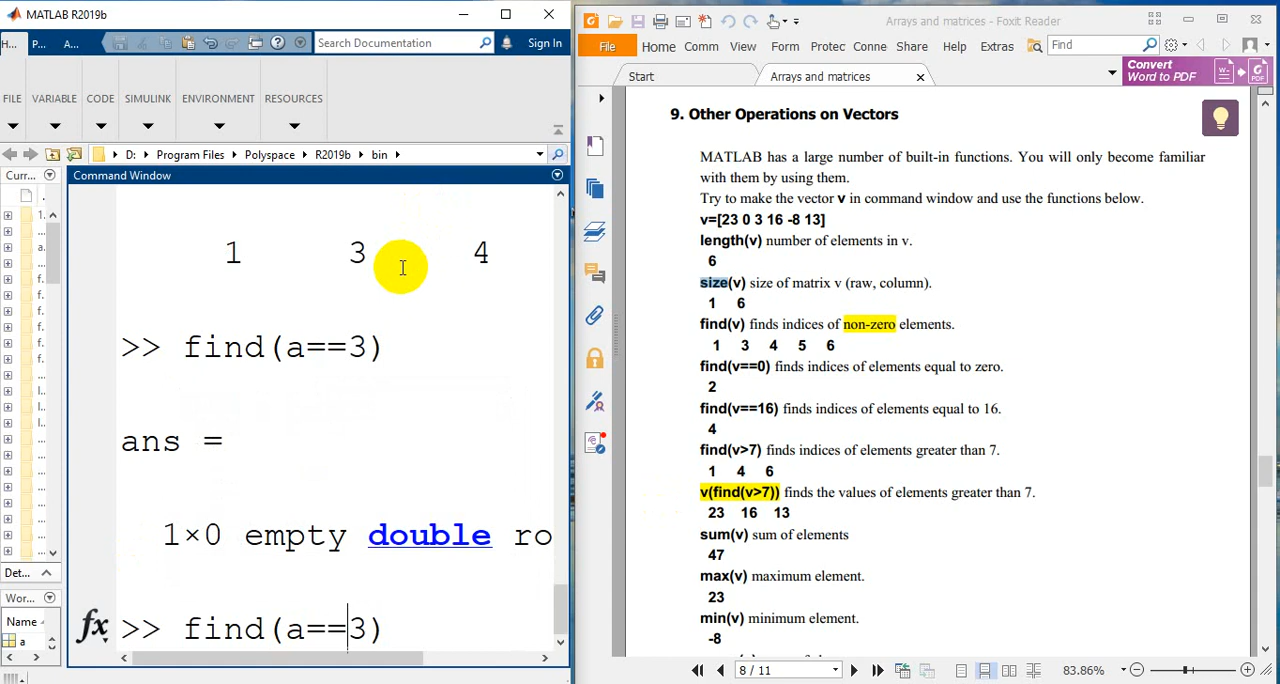 MATLAB R2019b
H... P... A... Search Documentation Sign In
FILE VARIABLE CODE SIMULINK ENVIRONMENT RESOURCES
D: Program Files Polyspace R2019b bin
Curr...
Command Window
1 3 4
>> find(a==3)
ans =
1×0 empty double ro
fx >> find(a==3)
Det...
Wor...
Name
a
Arrays and matrices - Foxit Reader
File Home Comm View Form Protec Conne Share Help Extras Find
Start Arrays and matrices
Convert
Word to PDF
9. Other Operations on Vectors
MATLAB has a large number of built-in functions. You will only become familiar
with them by using them.
Try to make the vector v in command window and use the functions below.
v=[23 0 3 16 -8 13]
length(v) number of elements in v.
6
size(v) size of matrix v (raw, column).
1 6
find(v) finds indices of non-zero elements.
1 3 4 5 6
find(v==0) finds indices of elements equal to zero.
2
find(v==16) finds indices of elements equal to 16.
4
find(v>7) finds indices of elements greater than 7.
1 4 6
v(find(v>7)) finds the values of elements greater than 7.
23 16 13
sum(v) sum of elements
47
max(v) maximum element.
23
min(v) minimum element.
-8
8 / 11
83.86%